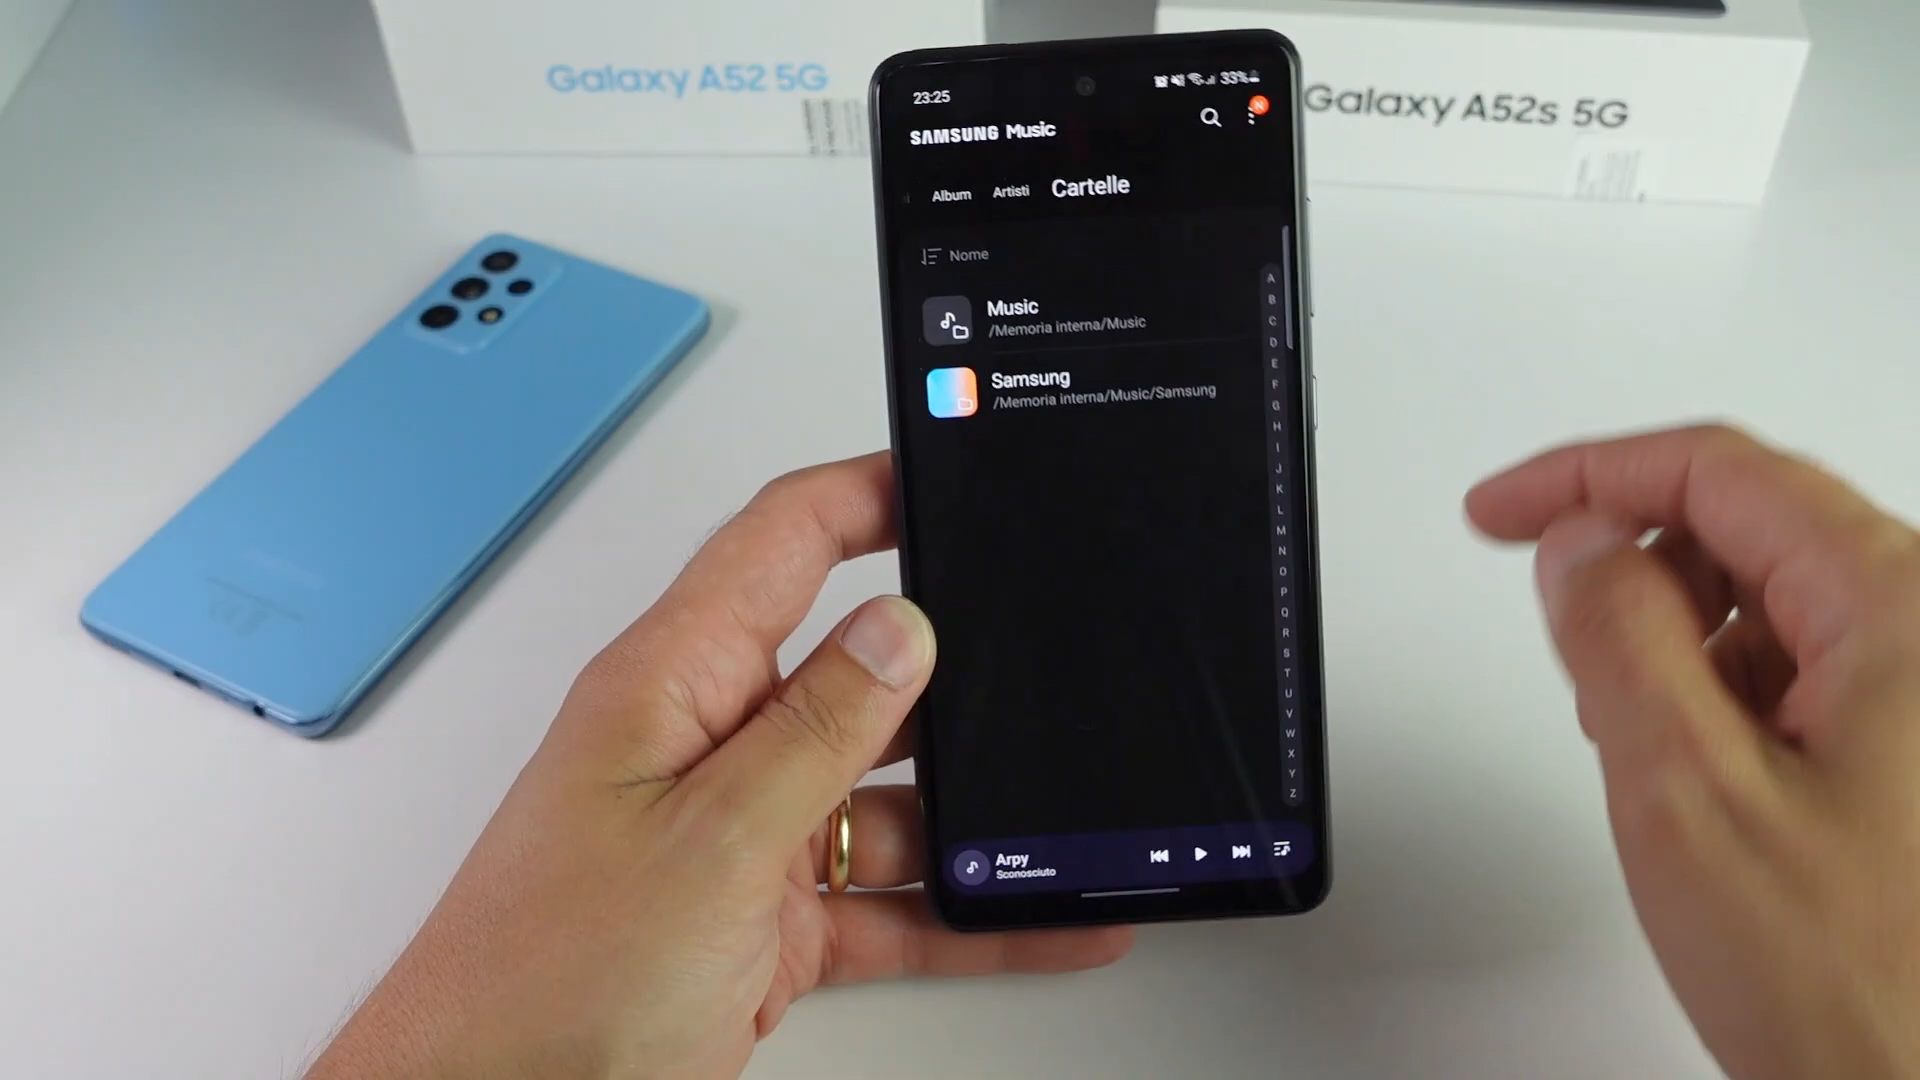 Galaxy A52 5G
Galaxy A52s 5G
23:25
33%
SAMSUNG Music
N
Album
Artisti
Cartelle
Nome
Music
/Memoria interna/Music
Samsung
/Memoria interna/Music/Samsung
A
B
C
D
E
F
G
H
I
J
K
L
M
N
O
P
Q
R
S
T
U
V
W
X
Y
Z
Arpy
Sconosciuto